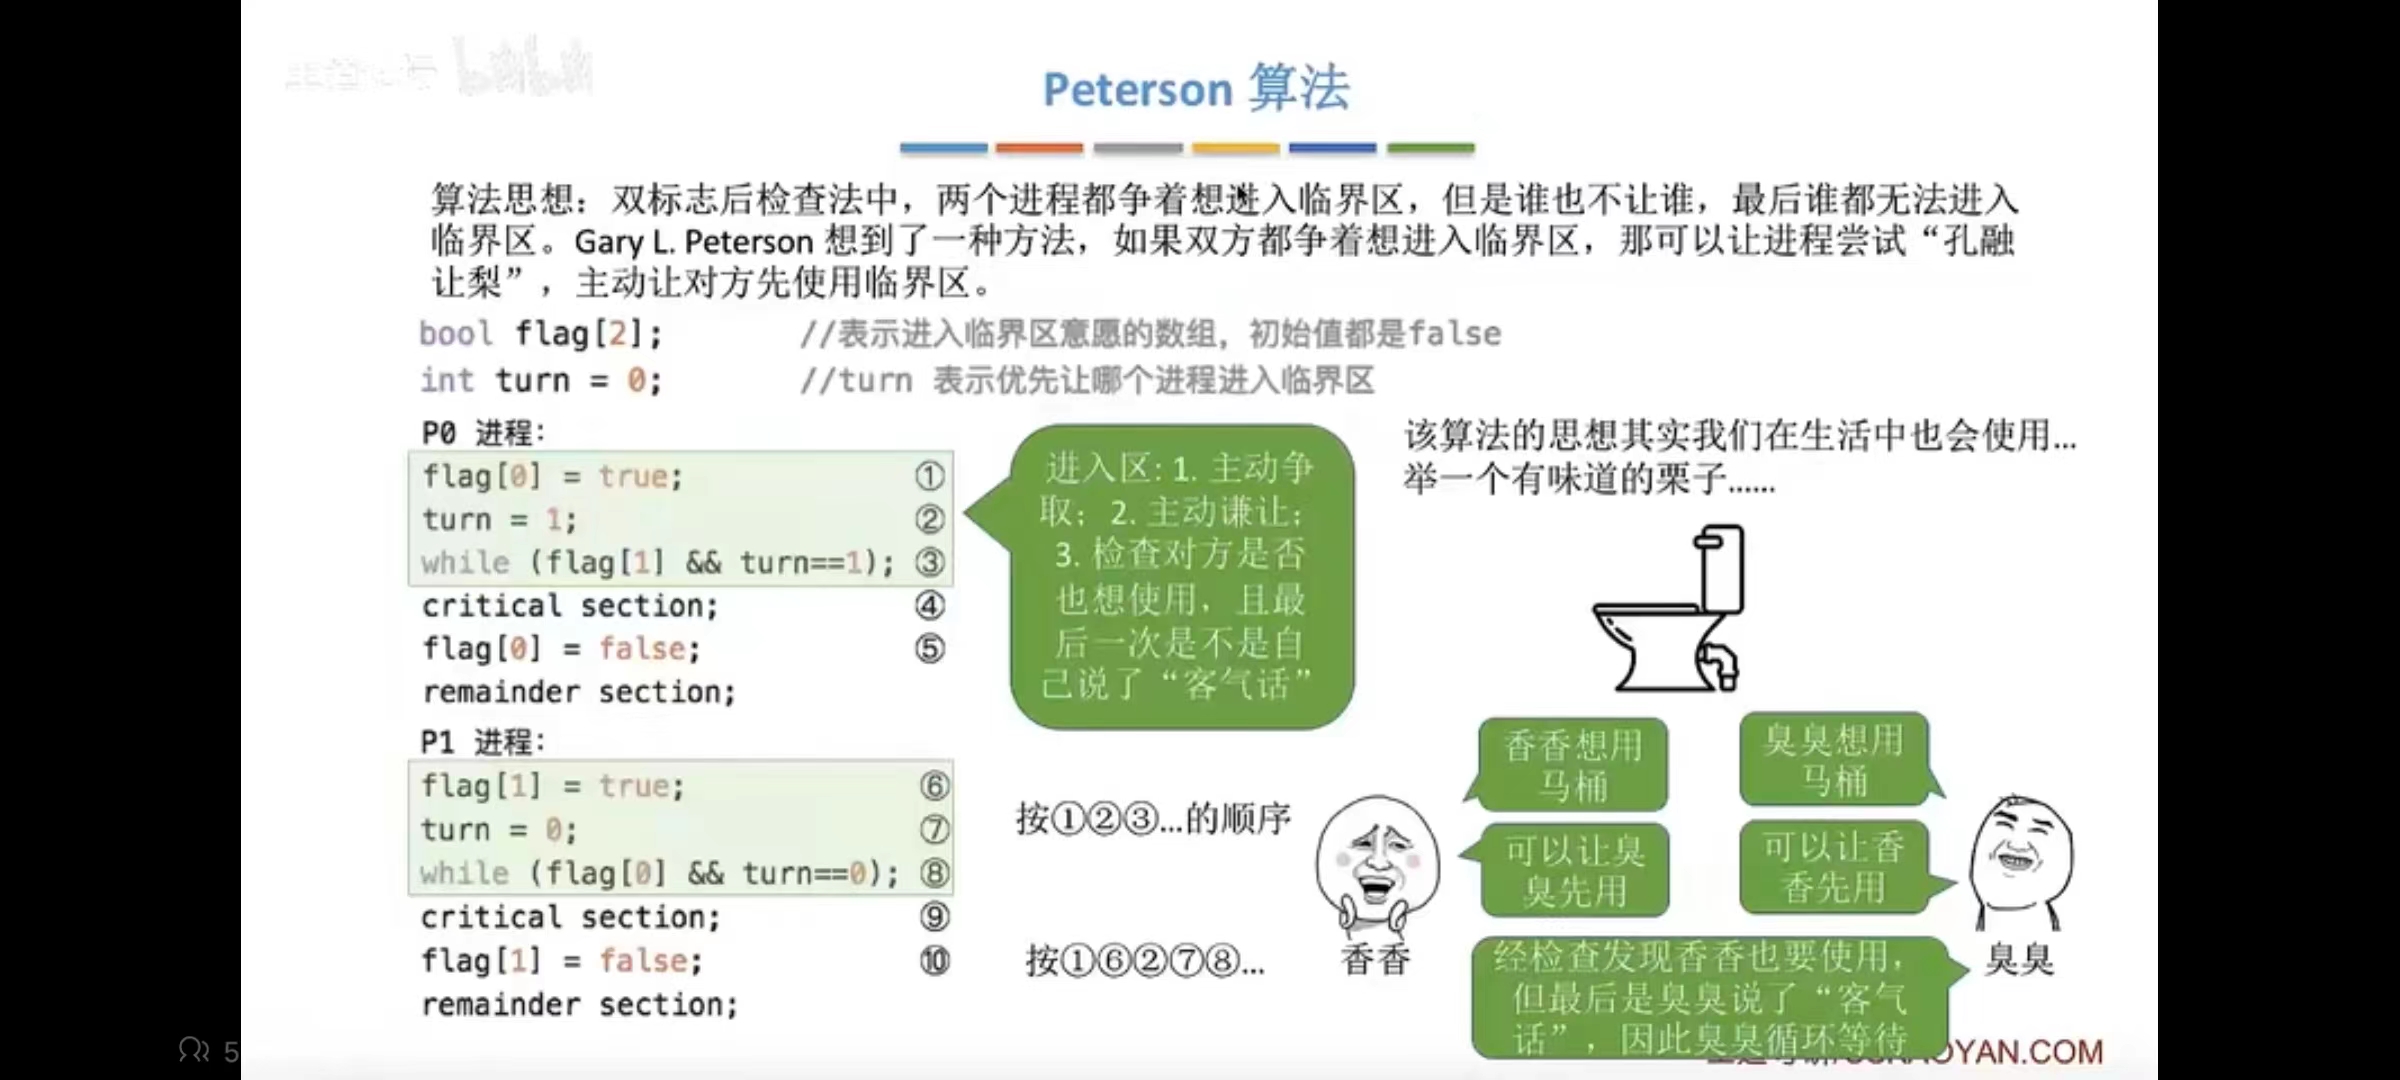 Peterson 算法
算法思想：双标志后检查法中，两个进程都争着想进入临界区，但是谁也不让谁，最后谁都无法进入
临界区。Gary L. Peterson 想到了一种方法，如果双方都争着想进入临界区，那可以让进程尝试“孔融
让梨”，主动让对方先使用临界区。
bool flag[2]; //表示进入临界区意愿的数组，初始值都是false
int turn = 0; //turn 表示优先让哪个进程进入临界区
P0 进程：
flag[0] = true; ①
turn = 1; ②
while (flag[1] && turn==1); ③
critical section; ④
flag[0] = false; ⑤
remainder section;
P1 进程：
flag[1] = true; ⑥
turn = 0; ⑦
while (flag[0] && turn==0); ⑧
critical section; ⑨
flag[1] = false; ⑩
remainder section;
进入区: 1. 主动争
取；2. 主动谦让；
3. 检查对方是否
也想使用，且最
后一次是不是自
己说了“客气话”
按①②③…的顺序
按①⑥②⑦⑧…
该算法的思想其实我们在生活中也会使用…
举一个有味道的栗子……
香香想用
马桶
臭臭想用
马桶
可以让臭
臭先用
可以让香
香先用
香香
臭臭
经检查发现香香也要使用，
但最后是臭臭说了“客气
话”，因此臭臭循环等待
OYAN.COM
5